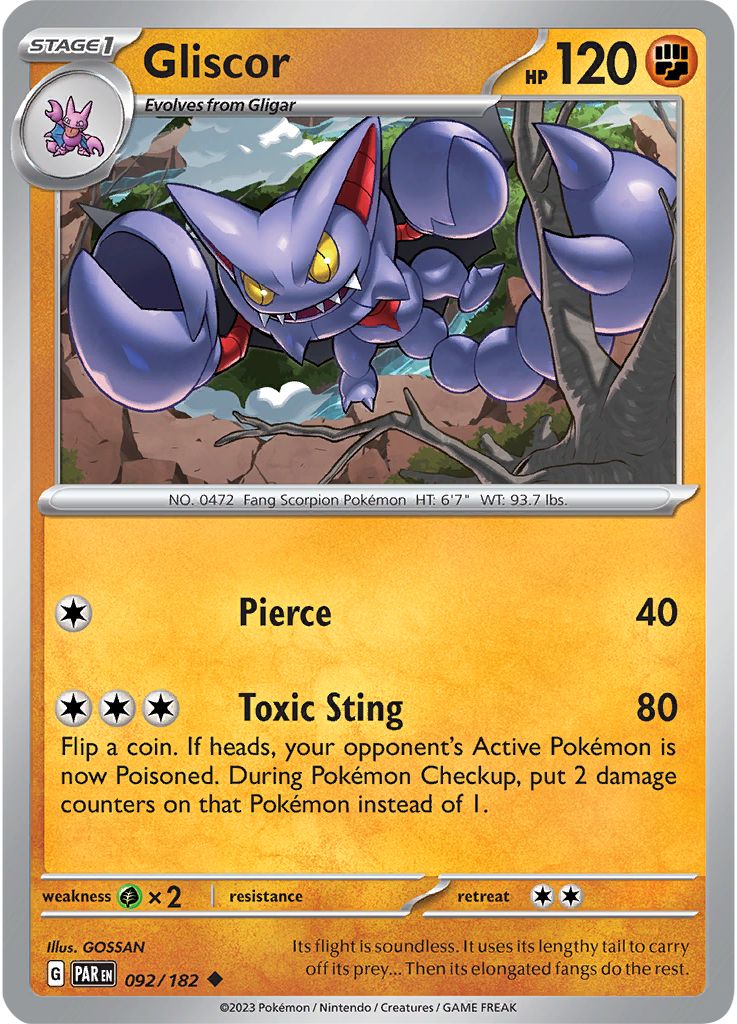 STAGE1
Gliscor
HP 120
Evolves from Gligar
NO. 0472 Fang Scorpion Pokémon HT: 6'7" WT: 93.7 lbs.
Pierce 40
Toxic Sting 80
Flip a coin. If heads, your opponent's Active Pokémon is
now Poisoned. During Pokémon Checkup, put 2 damage
counters on that Pokémon instead of 1.
weakness ×2 resistance retreat
Illus. GOSSAN
Its flight is soundless. It uses its lengthy tail to carry
off its prey... Then its elongated fangs do the rest.
G PAR EN 092/182 ◆
©2023 Pokémon / Nintendo / Creatures / GAME FREAK